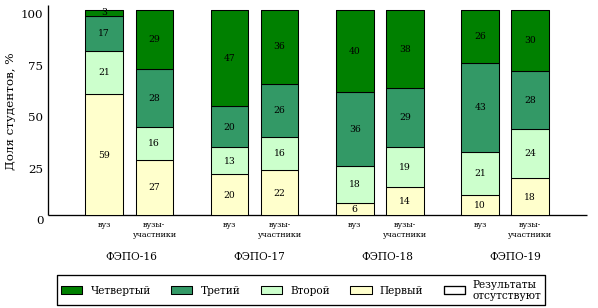 Доля студентов, %
100
75
50
25
0
3
17
21
59
29
28
16
27
47
20
13
20
36
26
16
22
40
36
18
6
38
29
19
14
26
43
21
10
30
28
24
18
вуз
вузы-
участники
вуз
вузы-
участники
вуз
вузы-
участники
вуз
вузы-
участники
ФЭПО-16
ФЭПО-17
ФЭПО-18
ФЭПО-19
Четвертый
Третий
Второй
Первый
Результаты
отсутствуют